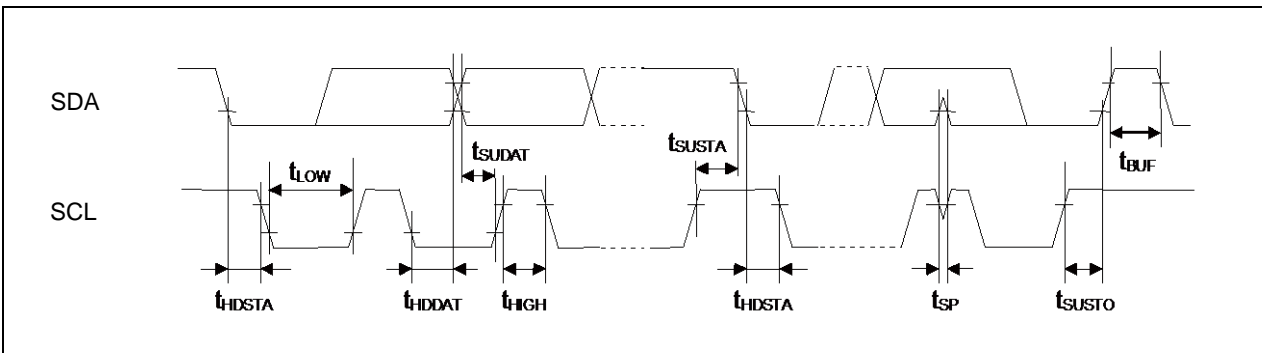 SDA
tSUSTA
tSUDAT
tBUF
tLOW
SCL
tHDSTA
tHDDAT
tHIGH
tHDSTA
tSP
tSUSTO